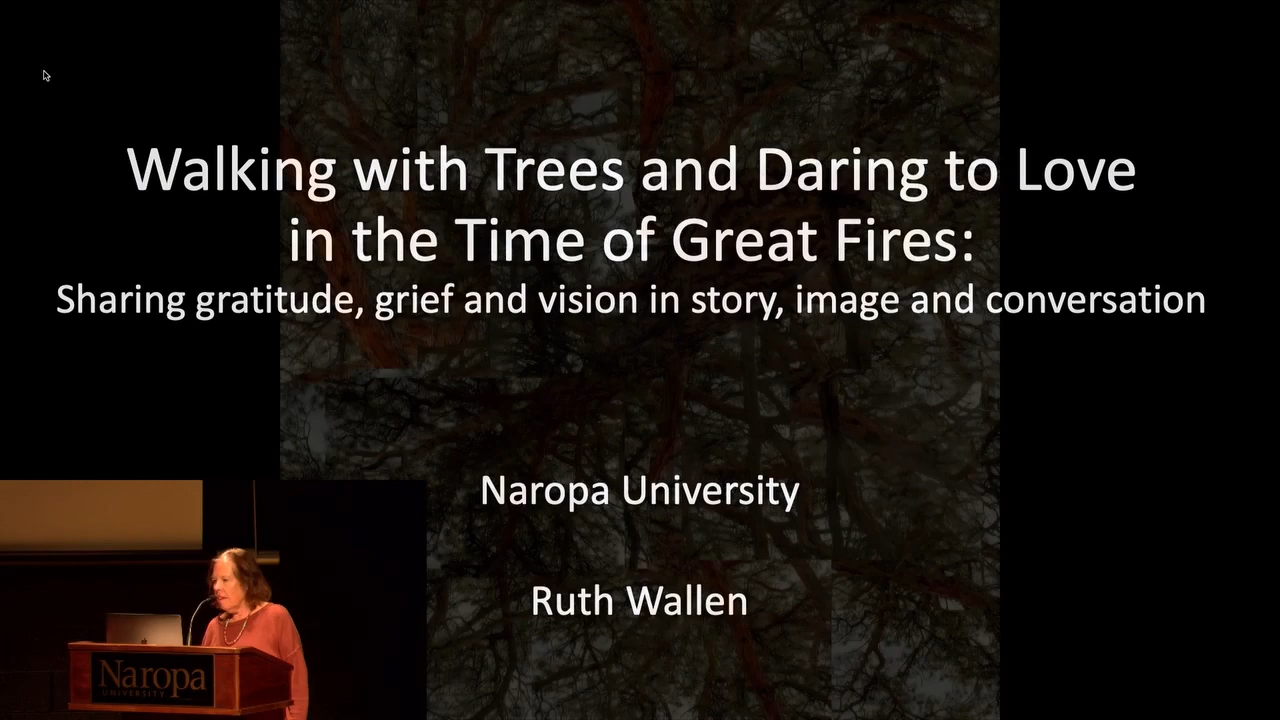 Walking with Trees and Daring to Love
in the Time of Great Fires:
Sharing gratitude, grief and vision in story, image and conversation
Naropa University
Ruth Wallen
Naropa
UNIVERSITY